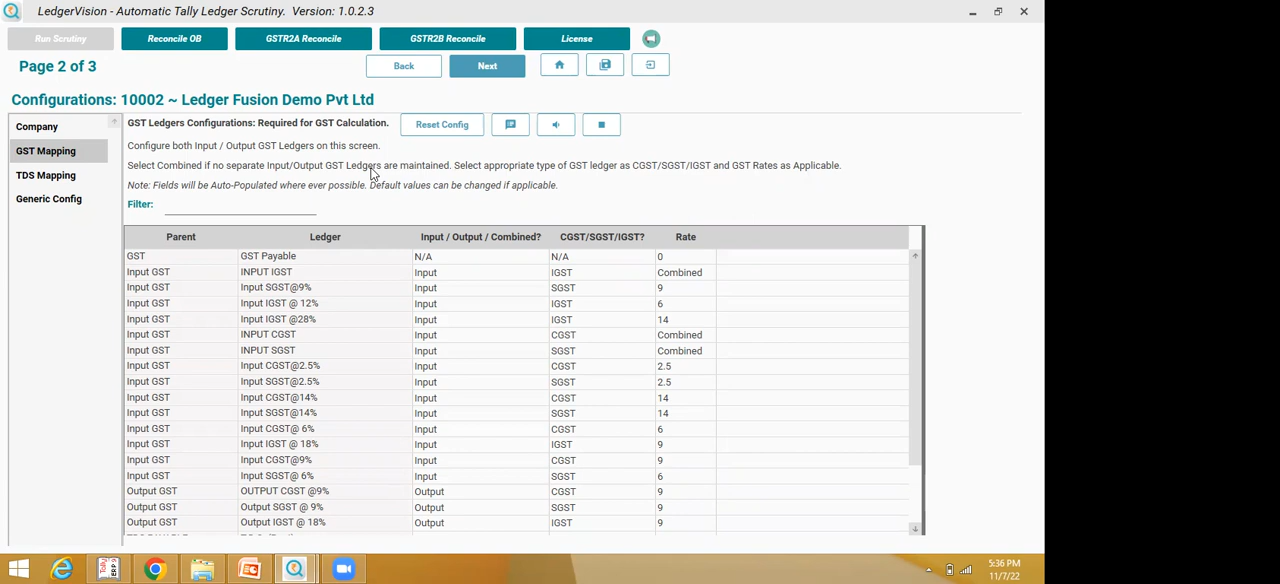 LedgerVision - Automatic Tally Ledger Scrutiny. Version: 1.0.2.3
Run Scrutiny Reconcile OB GSTR2A Reconcile GSTR2B Reconcile License
Page 2 of 3 Back Next
Configurations: 10002 ~ Ledger Fusion Demo Pvt Ltd
Company
GST Mapping
TDS Mapping
Generic Config
GST Ledgers Configurations: Required for GST Calculation. Reset Config
Configure both Input / Output GST Ledgers on this screen.
Select Combined if no separate Input/Output GST Ledgers are maintained. Select appropriate type of GST ledger as CGST/SGST/IGST and GST Rates as Applicable.
Note: Fields will be Auto-Populated where ever possible. Default values can be changed if applicable.
Filter:
Parent Ledger Input / Output / Combined? CGST/SGST/IGST? Rate
GST GST Payable N/A N/A 0
Input GST INPUT IGST Input IGST Combined
Input GST Input SGST@9% Input SGST 9
Input GST Input IGST @ 12% Input IGST 6
Input GST Input IGST @28% Input IGST 14
Input GST INPUT CGST Input CGST Combined
Input GST INPUT SGST Input SGST Combined
Input GST Input CGST@2.5% Input CGST 2.5
Input GST Input SGST@2.5% Input SGST 2.5
Input GST Input CGST@14% Input CGST 14
Input GST Input SGST@14% Input SGST 14
Input GST Input CGST@ 6% Input CGST 6
Input GST Input IGST @ 18% Input IGST 9
Input GST Input CGST@9% Input CGST 9
Input GST Input SGST@ 6% Input SGST 6
Output GST OUTPUT CGST @9% Output CGST 9
Output GST Output SGST @ 9% Output SGST 9
Output GST Output IGST @ 18% Output IGST 9
5:36 PM
11/7/22